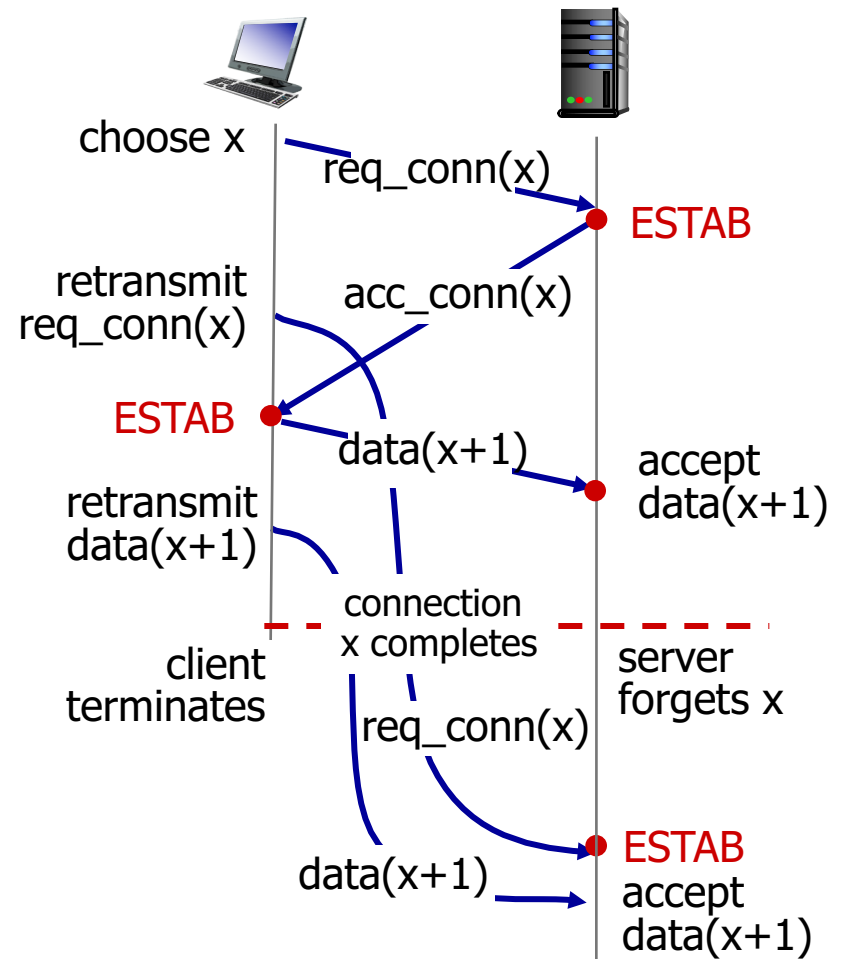 choose x
req_conn(x)
ESTAB
retransmit
req_conn(x)
acc_conn(x)
ESTAB
data(x+1)
accept
data(x+1)
retransmit
data(x+1)
connection
x completes
client
terminates
server
forgets x
req_conn(x)
ESTAB
data(x+1)
accept
data(x+1)